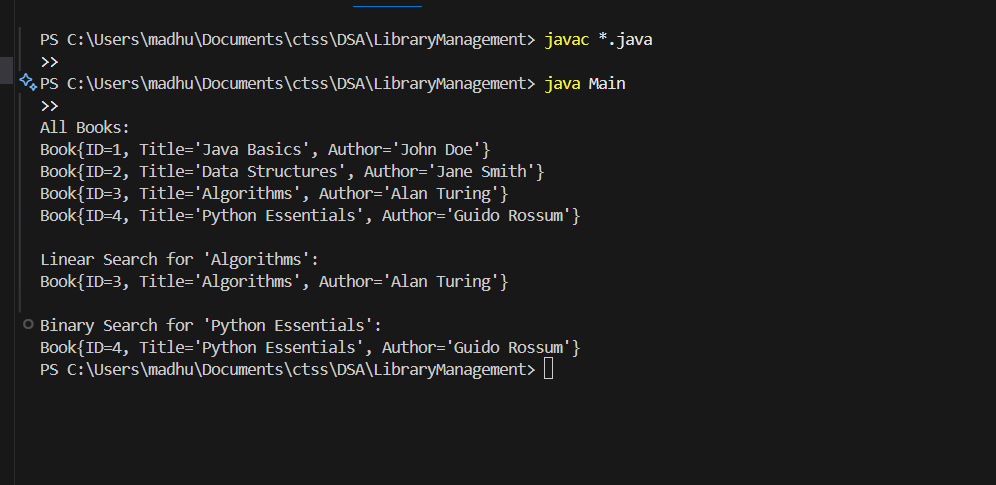 PS C:\Users\madhu\Documents\ctss\DSA\LibraryManagement> javac *.java
>>
PS C:\Users\madhu\Documents\ctss\DSA\LibraryManagement> java Main
>>
All Books:
Book{ID=1, Title='Java Basics', Author='John Doe'}
Book{ID=2, Title='Data Structures', Author='Jane Smith'}
Book{ID=3, Title='Algorithms', Author='Alan Turing'}
Book{ID=4, Title='Python Essentials', Author='Guido Rossum'}
Linear Search for 'Algorithms':
Book{ID=3, Title='Algorithms', Author='Alan Turing'}
Binary Search for 'Python Essentials':
Book{ID=4, Title='Python Essentials', Author='Guido Rossum'}
PS C:\Users\madhu\Documents\ctss\DSA\LibraryManagement>